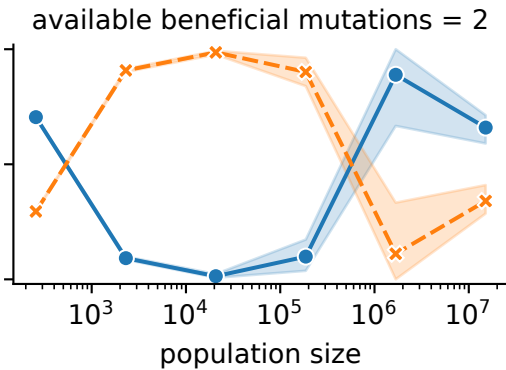 available beneficial mutations = 2
10³ 10⁴ 10⁵ 10⁶ 10⁷
population size